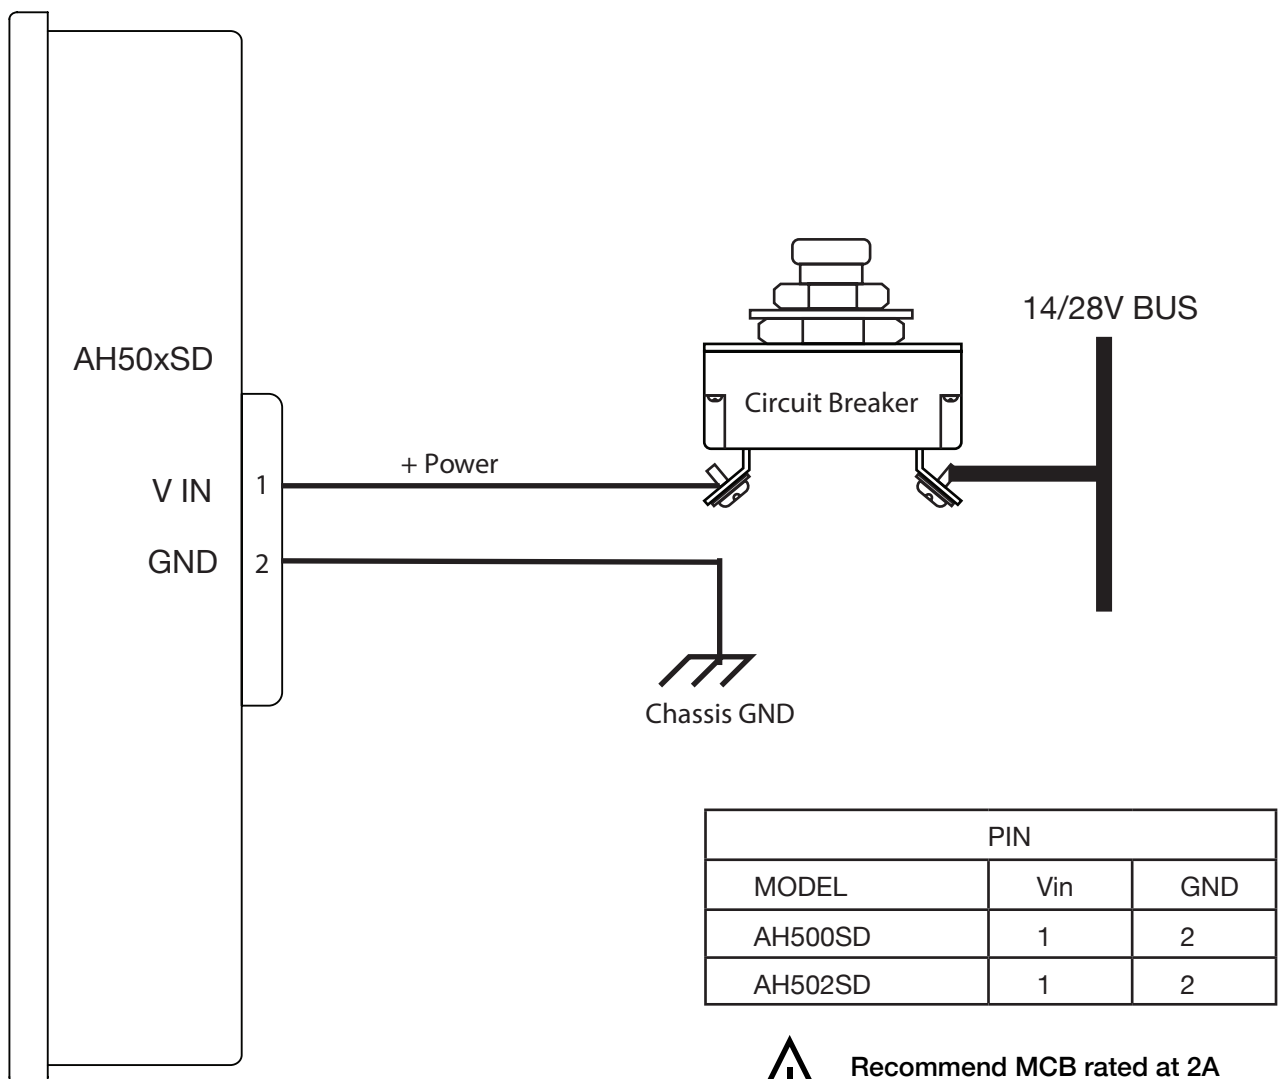 14/28V BUS
AH50xSD
Circuit Breaker
+ Power
V IN 1
GND 2
Chassis GND
PIN
MODEL Vin GND
AH500SD 1 2
AH502SD 1 2
Recommend MCB rated at 2A